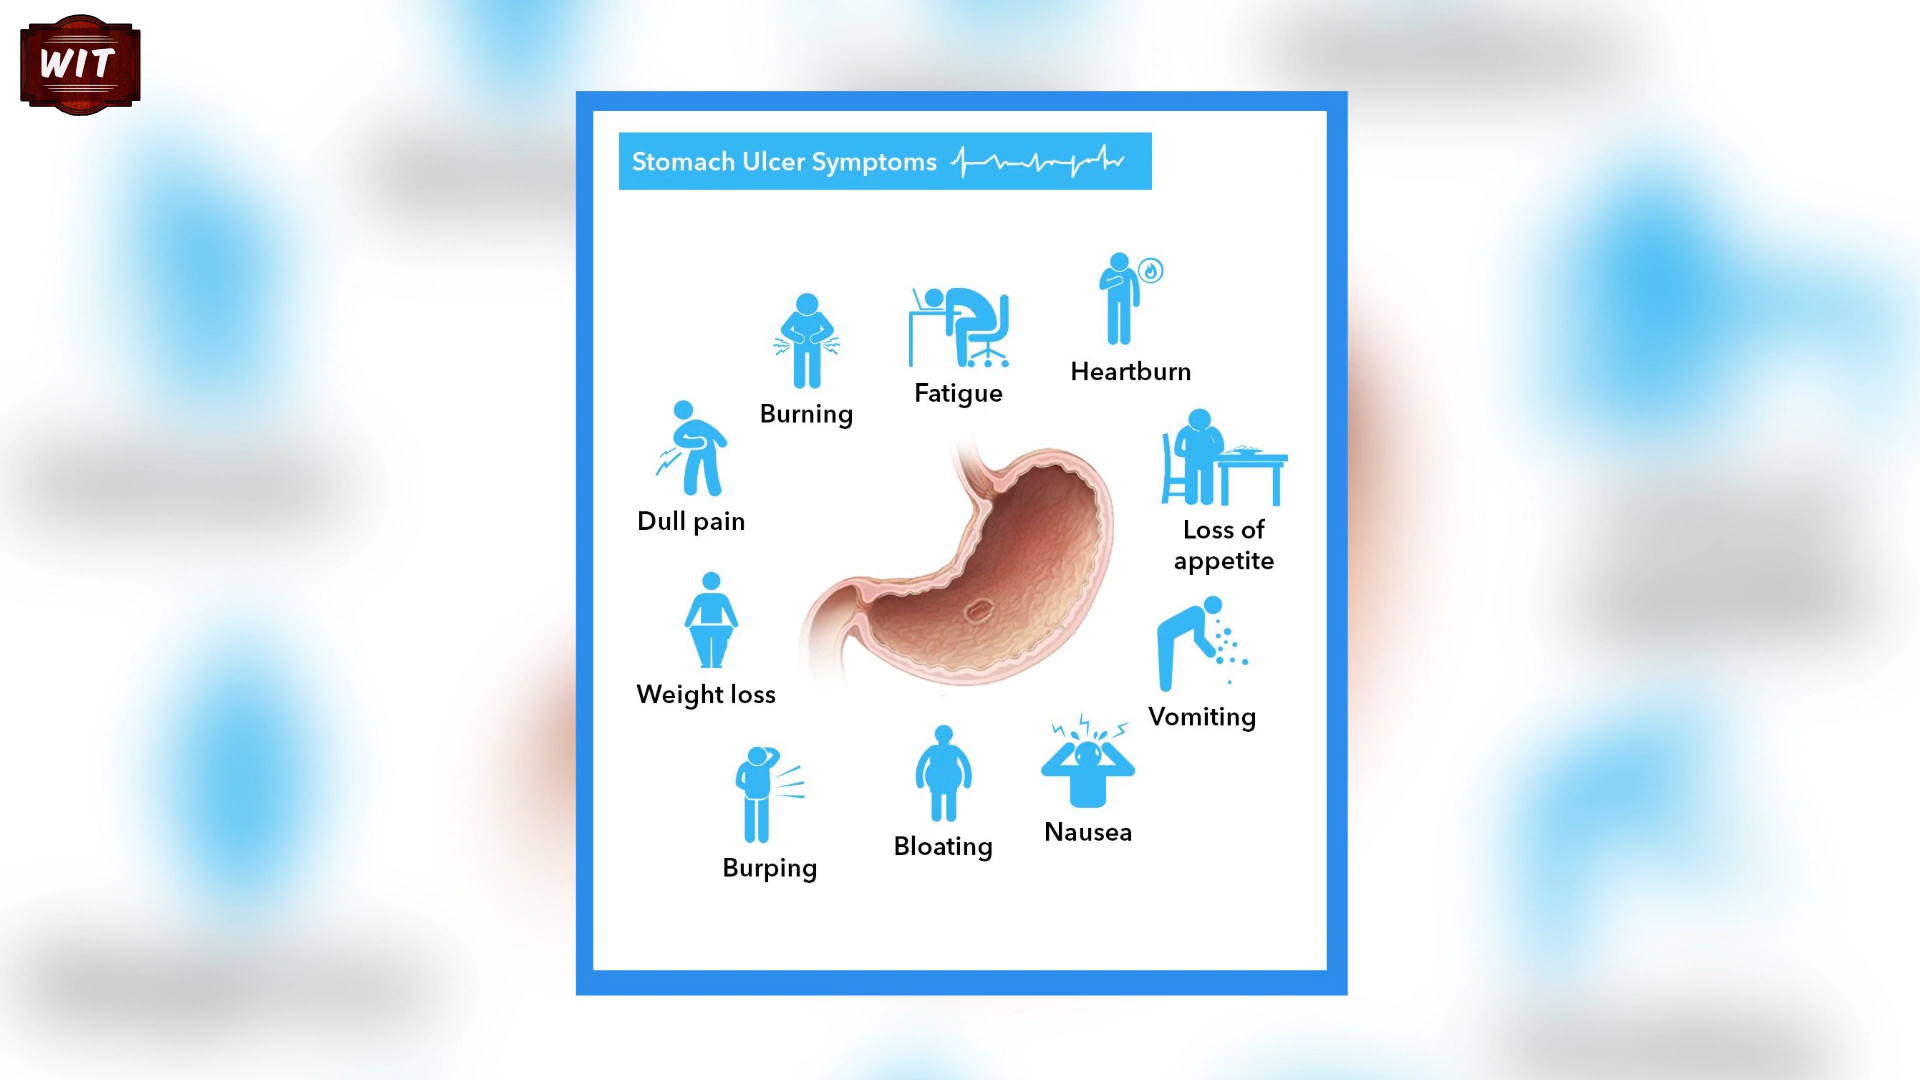 WIT
Stomach Ulcer Symptoms
Heartburn
Fatigue
Burning
Dull pain
Loss of
appetite
Weight loss
Vomiting
Nausea
Bloating
Burping